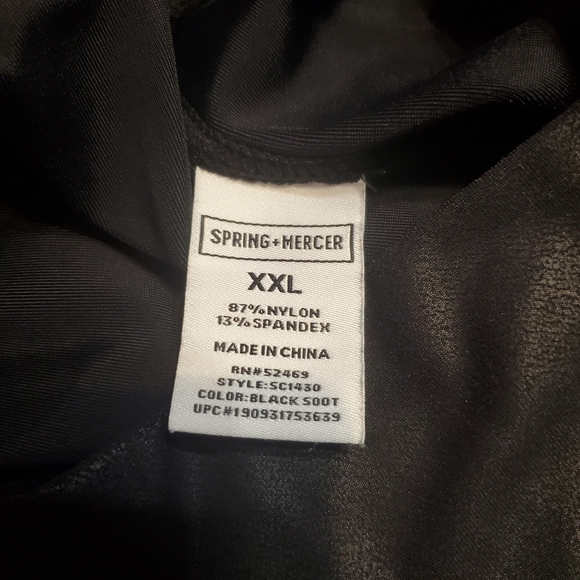 SPRING+MERCER
XXL
87%NYLON
13%SPANDEX
MADE IN CHINA
RN#52469
STYLE:SC1430
COLOR:BLACK SOOT
UPC#190931753639